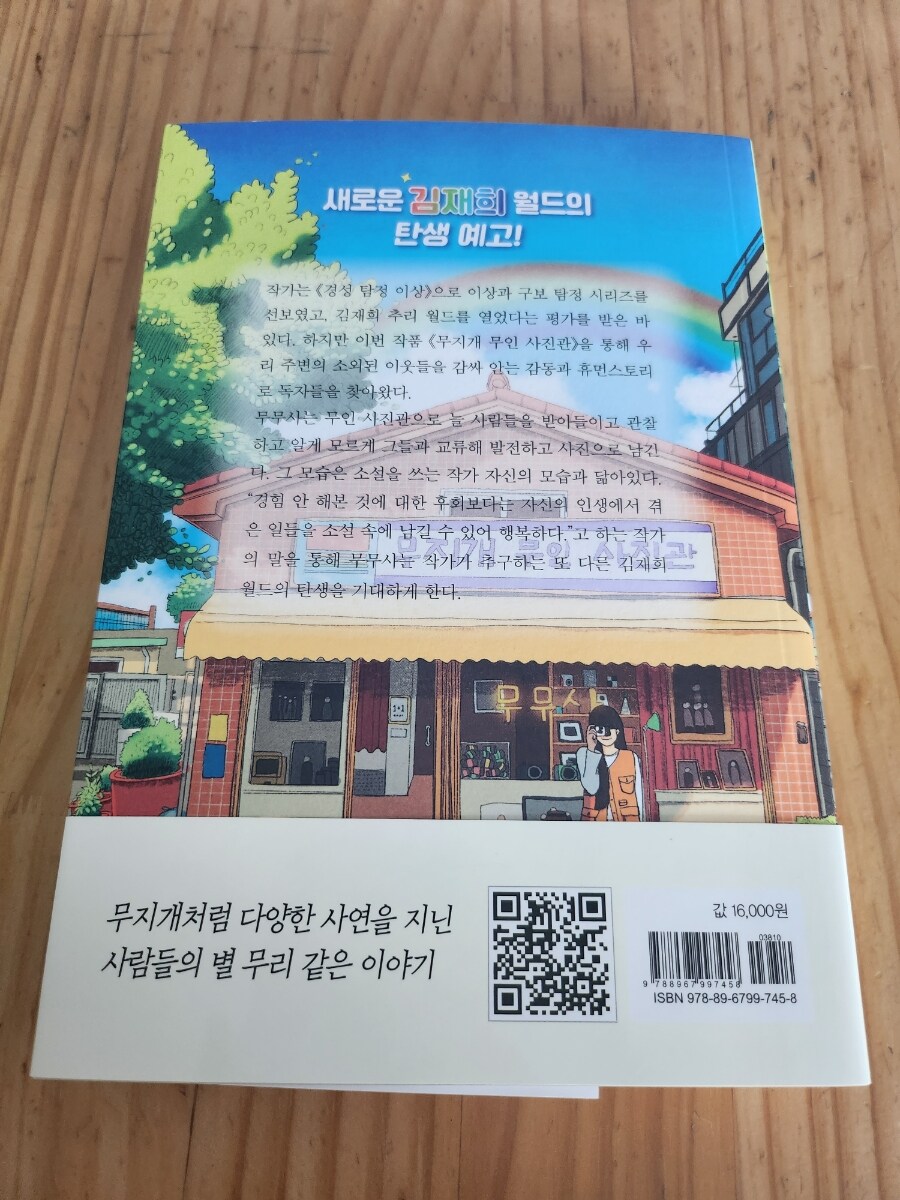 새로운 김재희 월드의
탄생 예고!
작가는 《경성 탐정 이상》으로 이상과 구보 탐정 시리즈를
선보였고, 김재희 추리 월드를 열었다는 평가를 받은 바
있다. 하지만 이번 작품 《무지개 무인 사진관》을 통해 우
리 주변의 소외된 이웃들을 감싸 안는 감동과 휴먼스토리
로 독자들을 찾아왔다.
무무사는 무인 사진관으로 늘 사람들을 받아들이고 관찰
하고 알게 모르게 그들과 교류해 발전하고 사진으로 남긴
다. 그 모습은 소설을 쓰는 작가 자신의 모습과 닮아있다.
“경험 안 해본 것에 대한 후회보다는 자신의 인생에서 겪
은 일들을 소설 속에 남길 수 있어 행복하다.”고 하는 작가
의 말을 통해 무무사는 작가가 추구하는 또 다른 김재희
월드의 탄생을 기대하게 한다.
무지개 무인 사진관
무무사
무지개처럼 다양한 사연을 지닌
사람들의 별 무리 같은 이야기
값 16,000원
03810
9 788967 997458
ISBN 978-89-6799-745-8